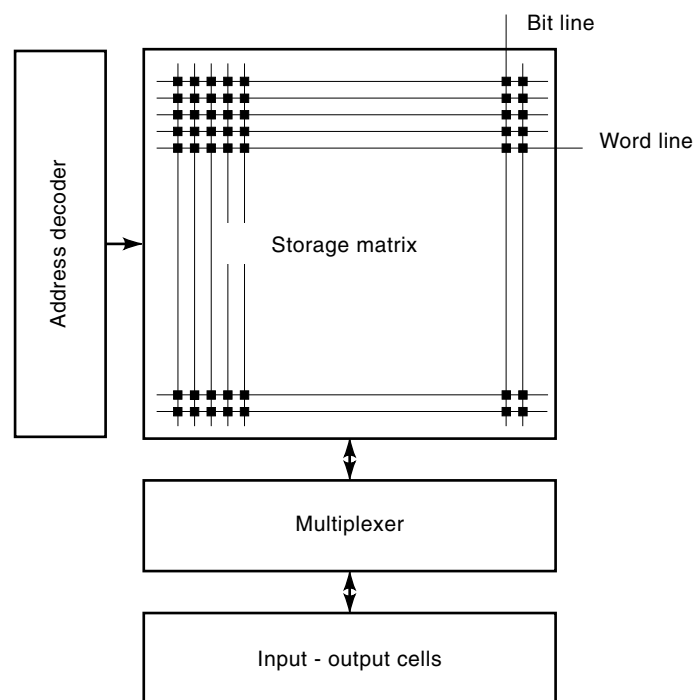 Bit line
Word line
Address decoder
Storage matrix
Multiplexer
Input - output cells